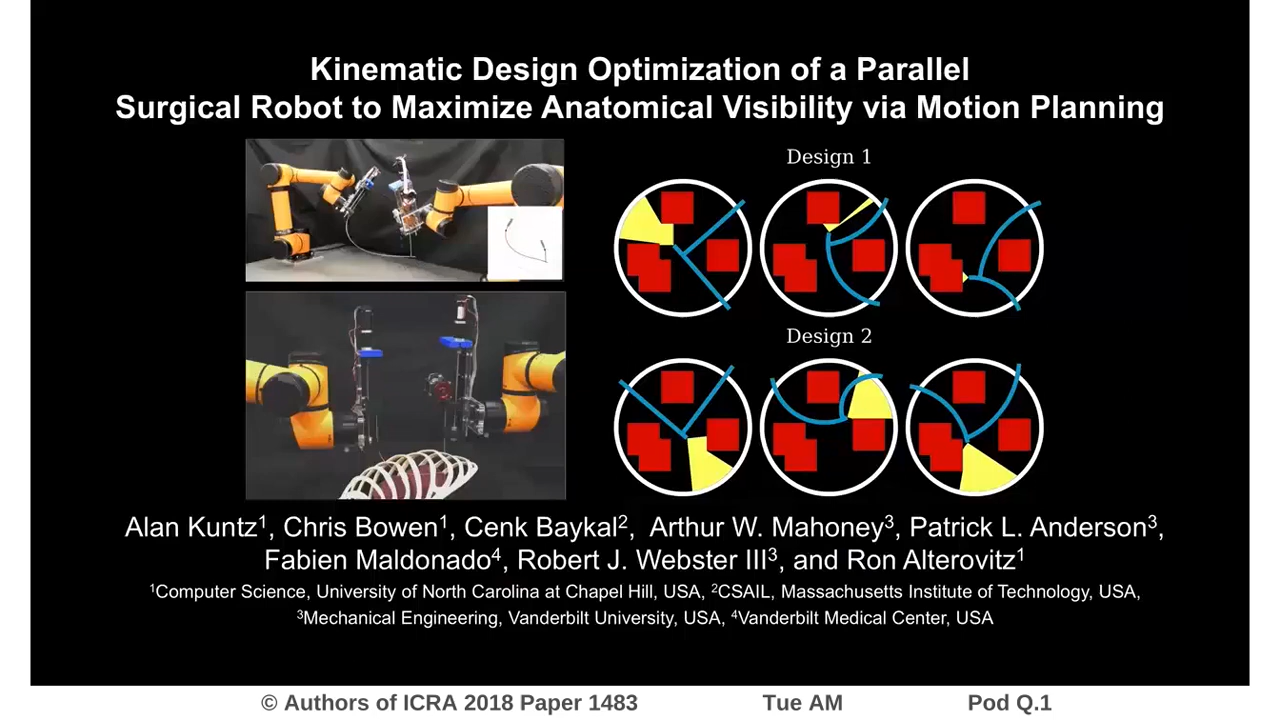 Kinematic Design Optimization of a Parallel
Surgical Robot to Maximize Anatomical Visibility via Motion Planning
Design 1
Design 2
Alan Kuntz¹, Chris Bowen¹, Cenk Baykal², Arthur W. Mahoney³, Patrick L. Anderson³,
Fabien Maldonado⁴, Robert J. Webster III³, and Ron Alterovitz¹
¹Computer Science, University of North Carolina at Chapel Hill, USA, ²CSAIL, Massachusetts Institute of Technology, USA,
³Mechanical Engineering, Vanderbilt University, USA, ⁴Vanderbilt Medical Center, USA
© Authors of ICRA 2018 Paper 1483 Tue AM Pod Q.1